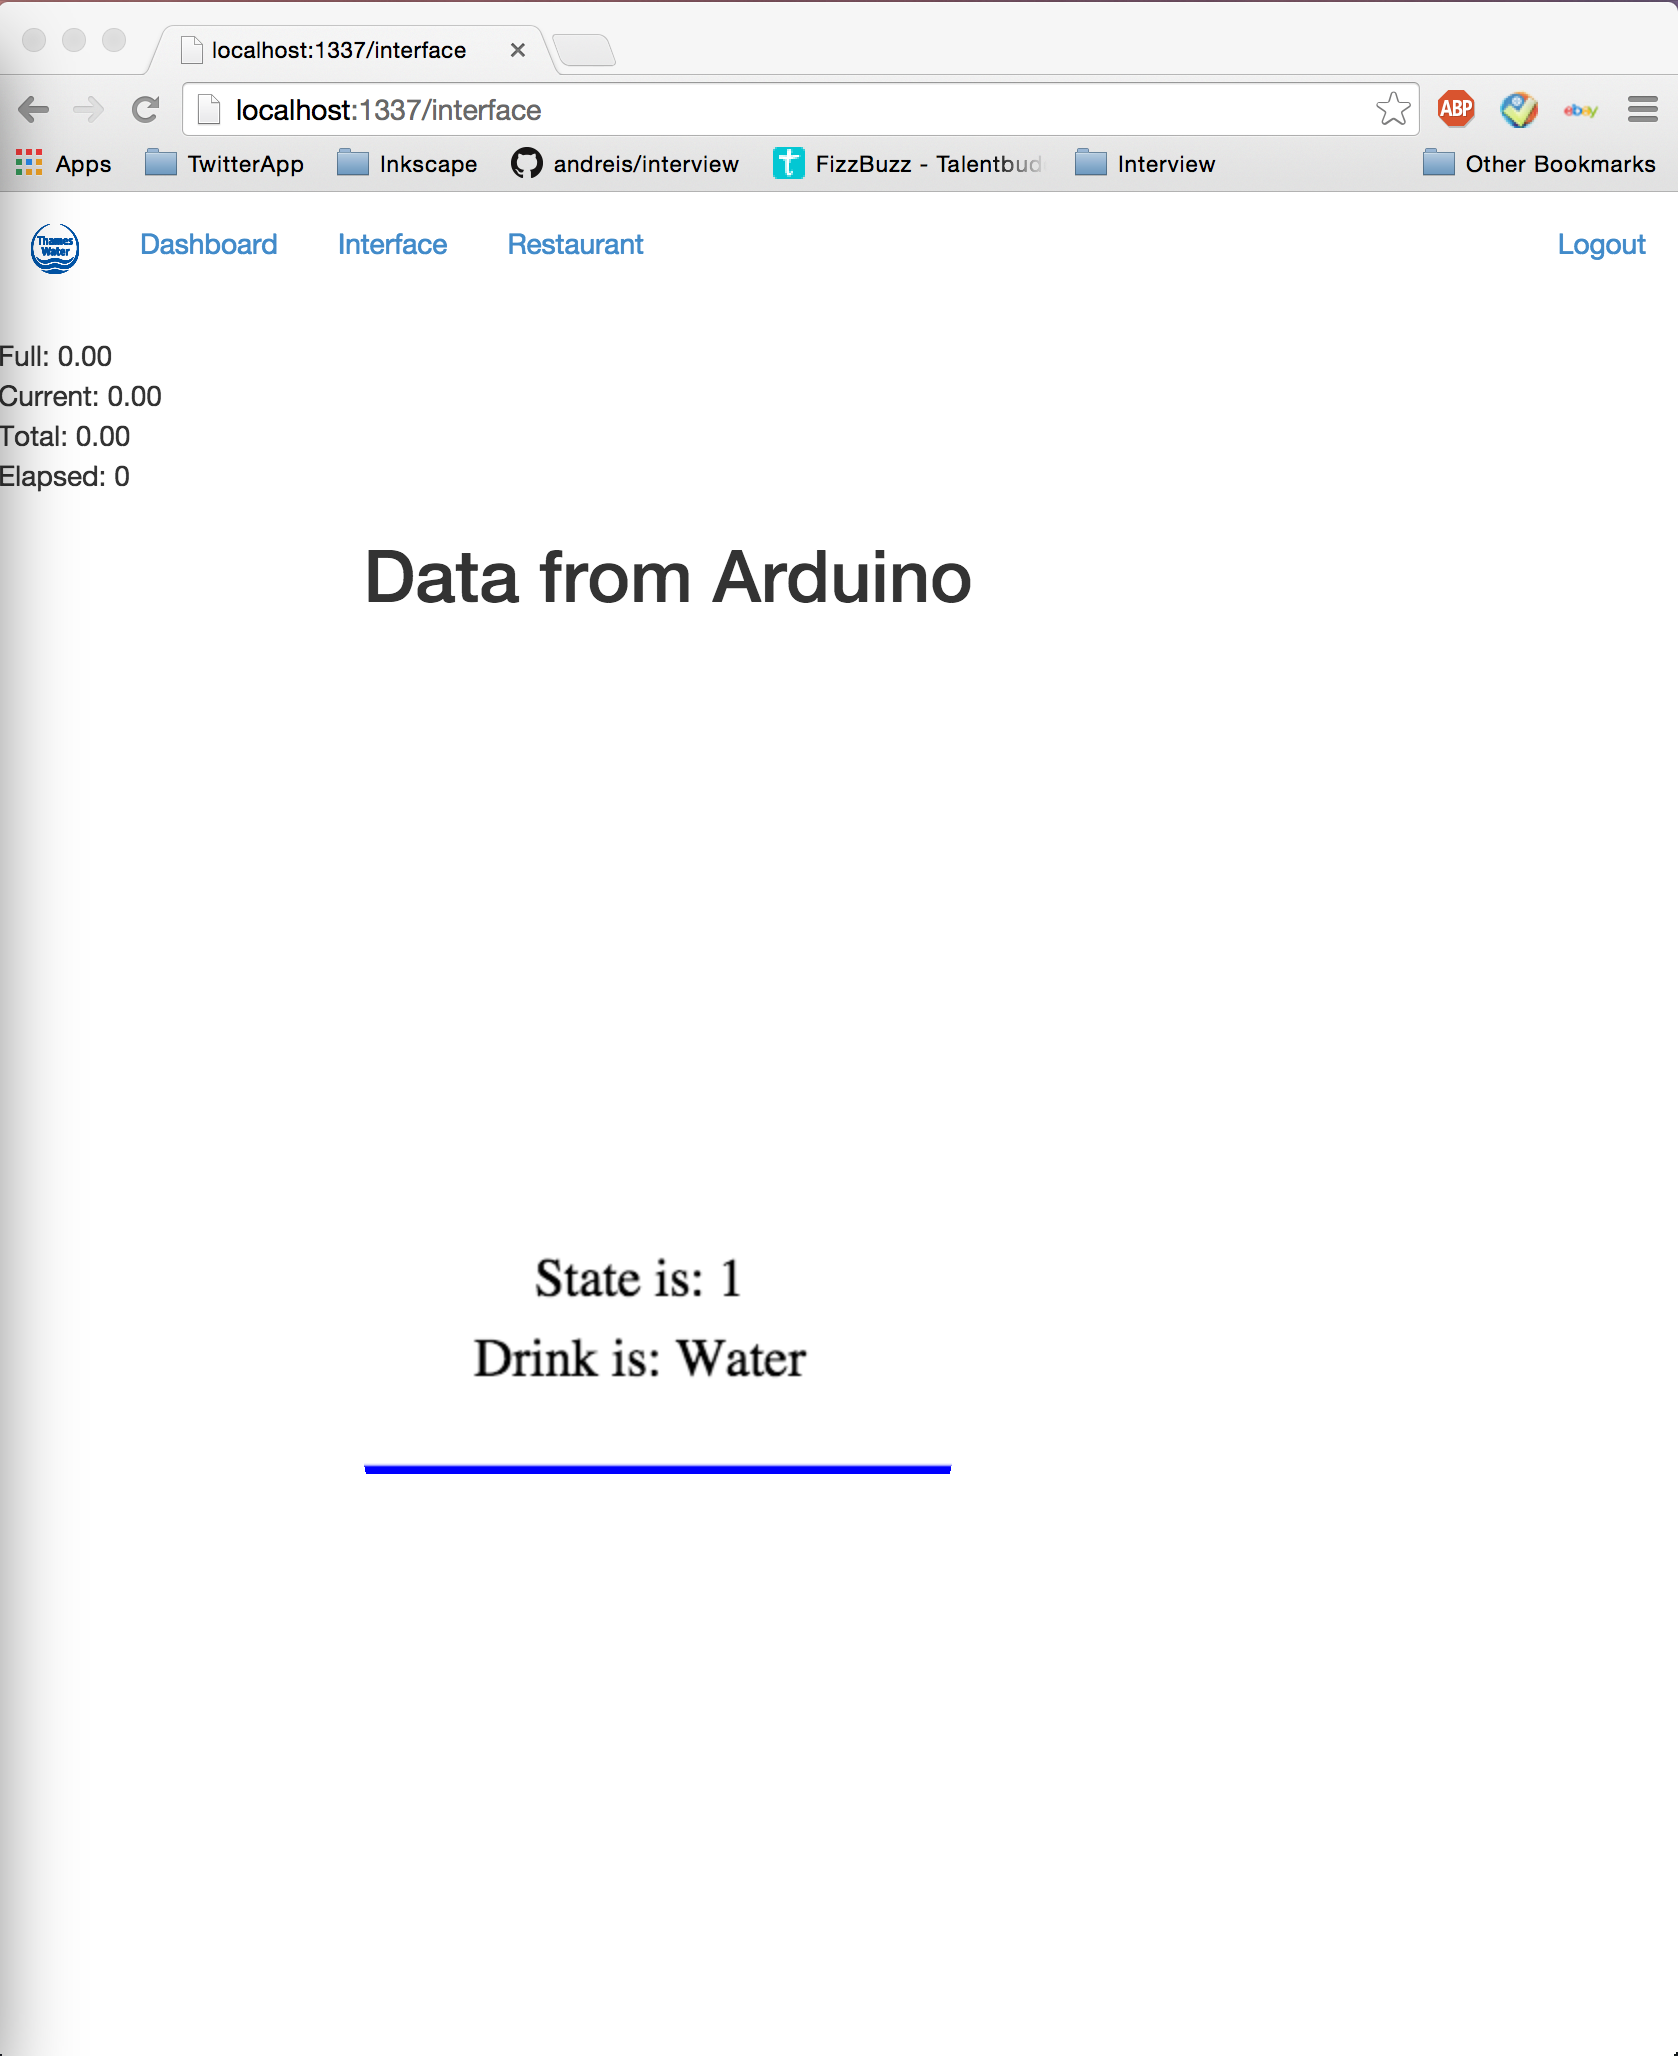 localhost:1337/interface
localhost:1337/interface
ABP
ebay
Apps
TwitterApp
Inkscape
andreis/interview
t
FizzBuzz - Talentbud
Interview
Other Bookmarks
Thames
Water
Dashboard
Interface
Restaurant
Logout
Full: 0.00
Current: 0.00
Total: 0.00
Elapsed: 0
Data from Arduino
State is: 1
Drink is: Water